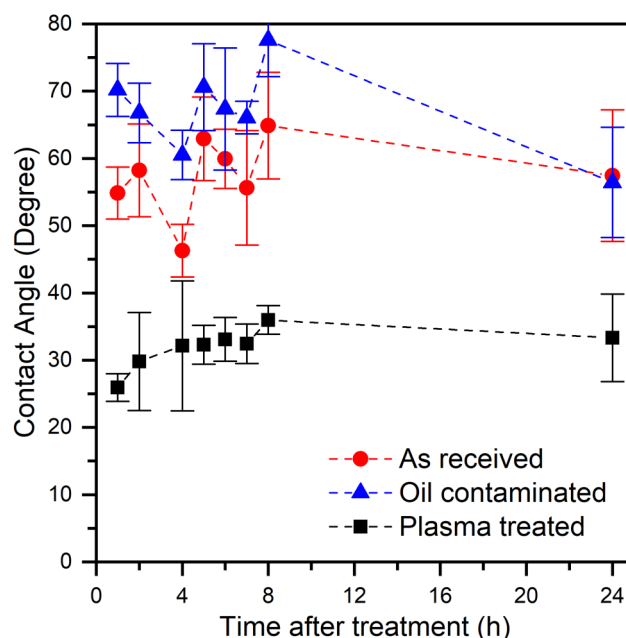 Contact Angle (Degree)
80
70
60
50
40
30
20
10
0
As received
Oil contaminated
Plasma treated
0 4 8 12 16 20 24
Time after treatment (h)